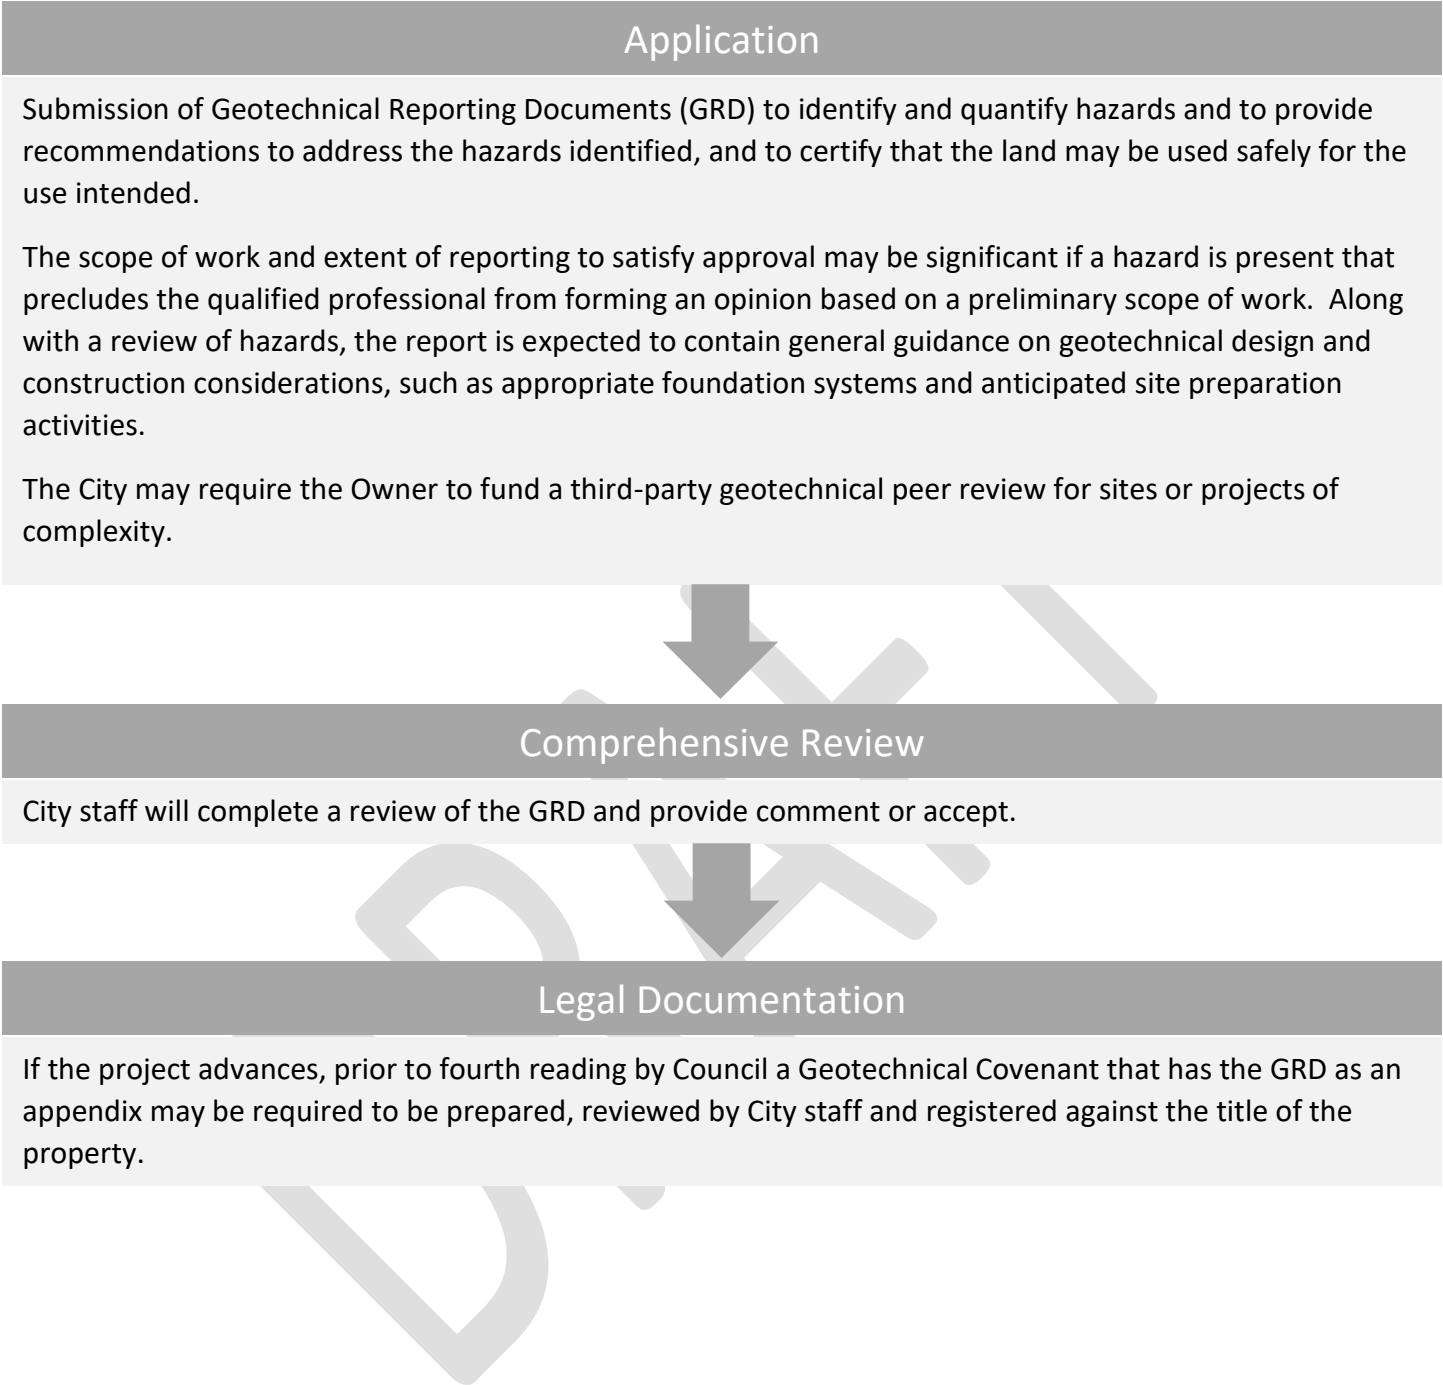 Application
Submission of Geotechnical Reporting Documents (GRD) to identify and quantify hazards and to provide
recommendations to address the hazards identified, and to certify that the land may be used safely for the
use intended.
The scope of work and extent of reporting to satisfy approval may be significant if a hazard is present that
precludes the qualified professional from forming an opinion based on a preliminary scope of work.  Along
with a review of hazards, the report is expected to contain general guidance on geotechnical design and
construction considerations, such as appropriate foundation systems and anticipated site preparation
activities.
The City may require the Owner to fund a third-party geotechnical peer review for sites or projects of
complexity.
Comprehensive Review
City staff will complete a review of the GRD and provide comment or accept.
Legal Documentation
If the project advances, prior to fourth reading by Council a Geotechnical Covenant that has the GRD as an
appendix may be required to be prepared, reviewed by City staff and registered against the title of the
property.
DRAFT